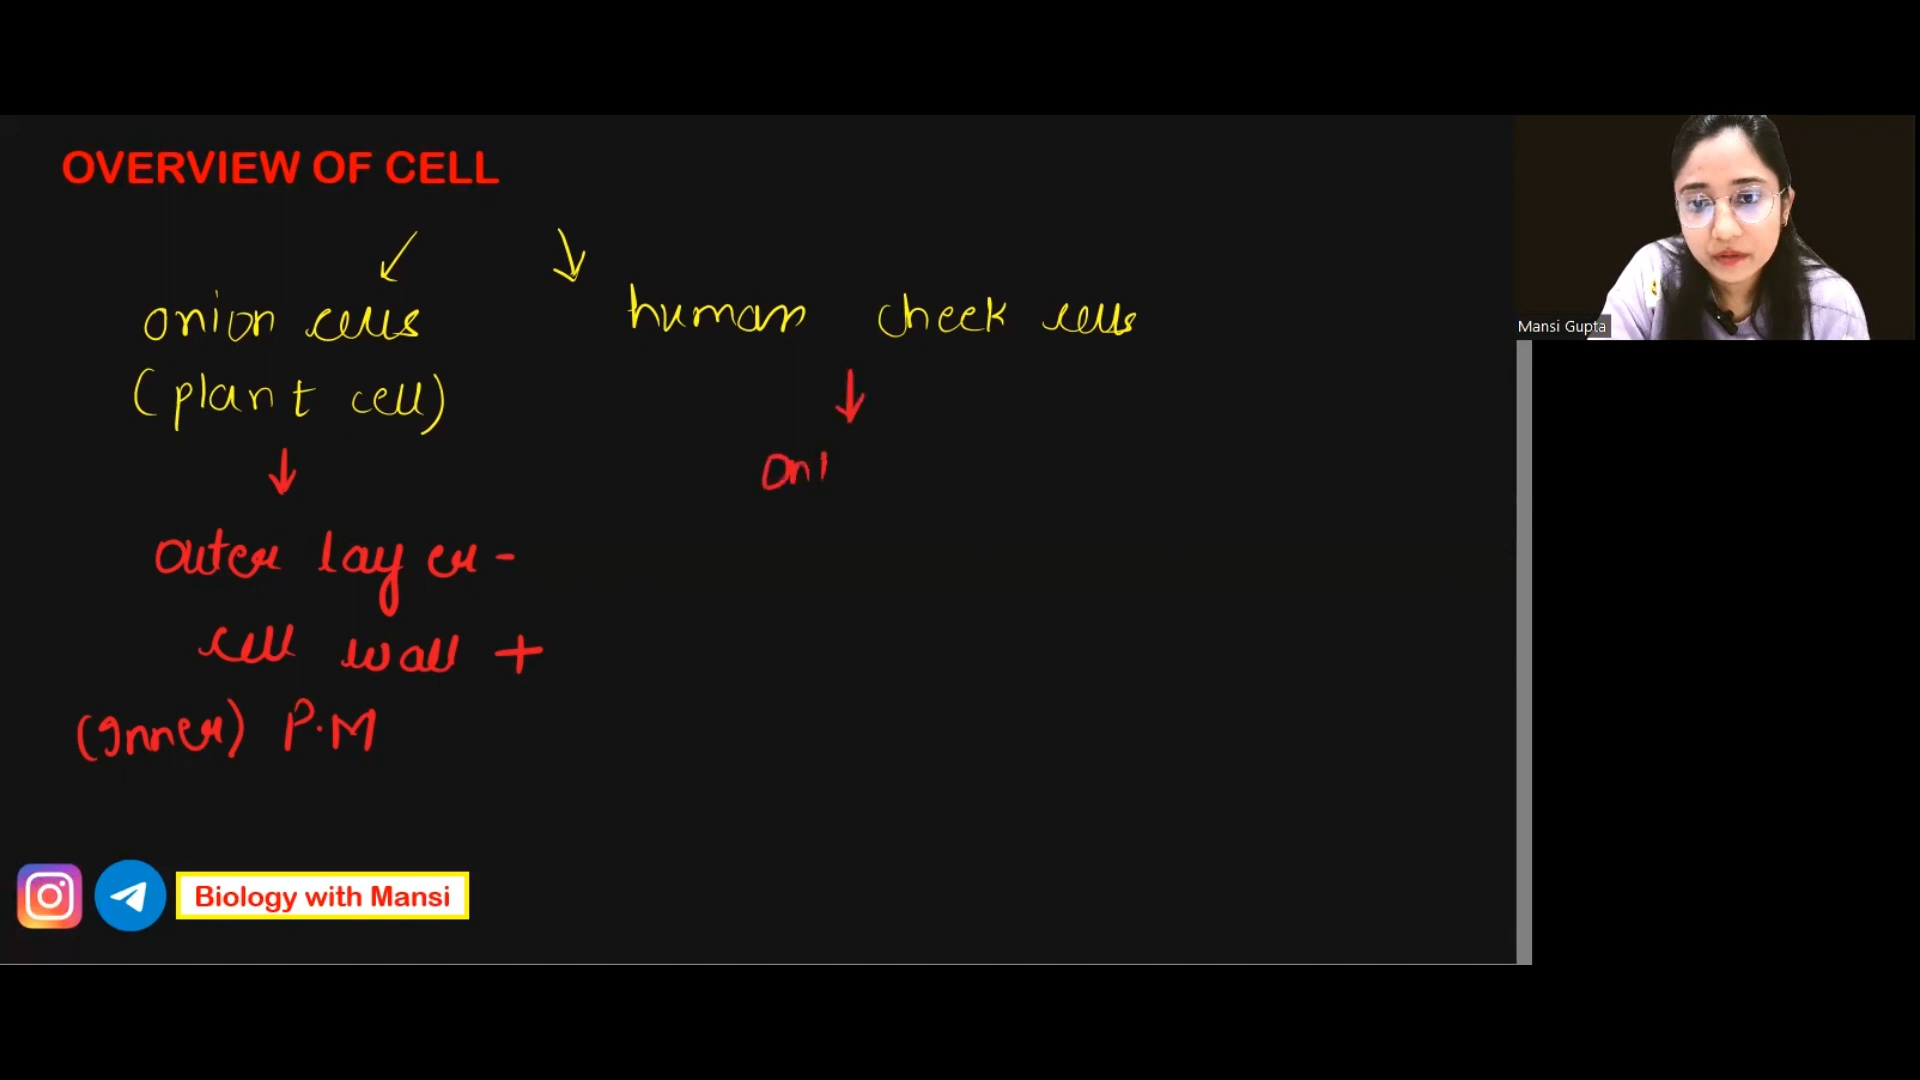 OVERVIEW OF CELL
onion cells
human cheek cells
(plant cell)
outer layer -
cell wall +
(Inner) P.M
Oni
Biology with Mansi
Mansi Gupta